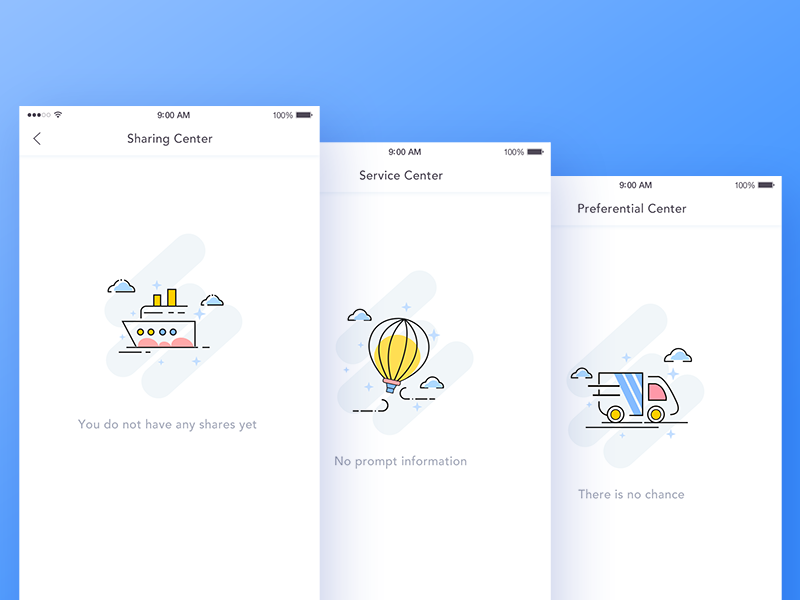 9:00 AM
100%
Sharing Center
You do not have any shares yet
9:00 AM
100%
Service Center
No prompt information
9:00 AM
100%
Preferential Center
There is no chance